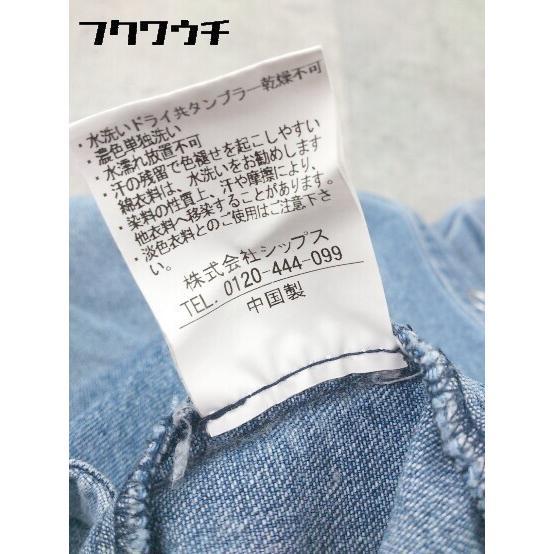 フクワウチ
・水洗いドライ共タンブラー乾燥不可
・濃色単独洗い
・水濡れ放置不可
・汗の残留で色褪せを起こしやすい
綿衣料は、水洗いをお勧めします
・染料の性質上、汗や摩擦により、
他衣料へ移染することがあります。
・淡色衣料とのご使用はご注意下さ
い。
株式会社シップス
TEL. 0120-444-099
中国製